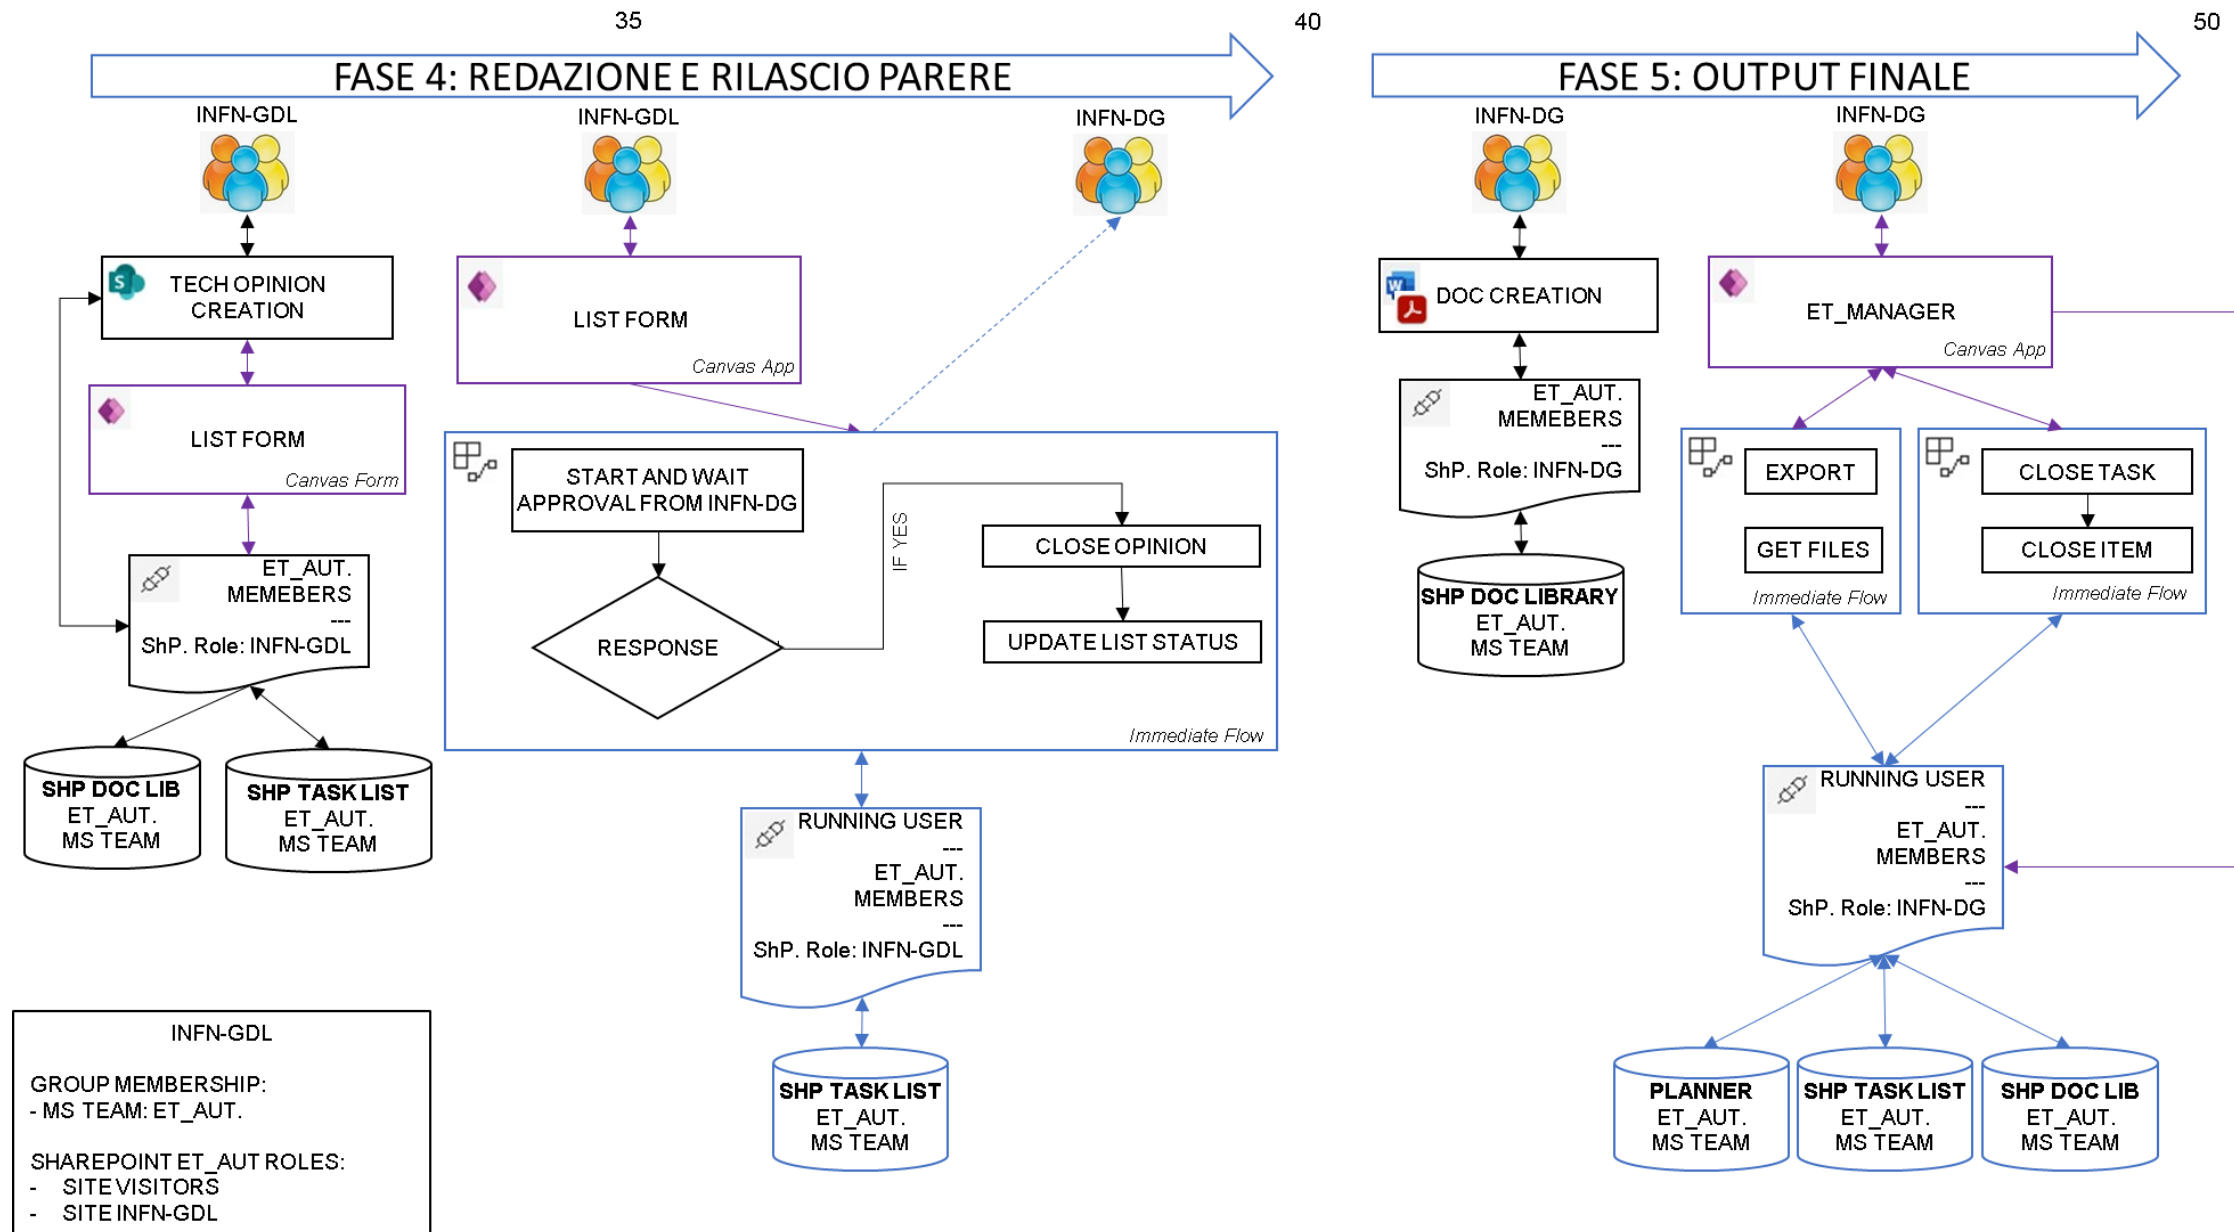 35
40
50
FASE 4: REDAZIONE E RILASCIO PARERE
FASE 5: OUTPUT FINALE
INFN-GDL
INFN-GDL
INFN-DG
INFN-DG
INFN-DG
S
TECH OPINION
CREATION
LIST FORM
Canvas Form
ET_AUT.
MEMEBERS
---
ShP. Role: INFN-GDL
SHP DOC LIB
ET_AUT.
MS TEAM
SHP TASK LIST
ET_AUT.
MS TEAM
LIST FORM
Canvas App
START AND WAIT
APPROVAL FROM INFN-DG
RESPONSE
IF YES
CLOSE OPINION
UPDATE LIST STATUS
Immediate Flow
RUNNING USER
---
ET_AUT.
MEMBERS
---
ShP. Role: INFN-GDL
SHP TASK LIST
ET_AUT.
MS TEAM
INFN-GDL
GROUP MEMBERSHIP:
- MS TEAM: ET_AUT.
SHAREPOINT ET_AUT ROLES:
- SITE VISITORS
- SITE INFN-GDL
W
DOC CREATION
ET_AUT.
MEMEBERS
---
ShP. Role: INFN-DG
SHP DOC LIBRARY
ET_AUT.
MS TEAM
ET_MANAGER
Canvas App
EXPORT
GET FILES
Immediate Flow
CLOSE TASK
CLOSE ITEM
Immediate Flow
RUNNING USER
---
ET_AUT.
MEMBERS
---
ShP. Role: INFN-DG
PLANNER
ET_AUT.
MS TEAM
SHP TASK LIST
ET_AUT.
MS TEAM
SHP DOC LIB
ET_AUT.
MS TEAM